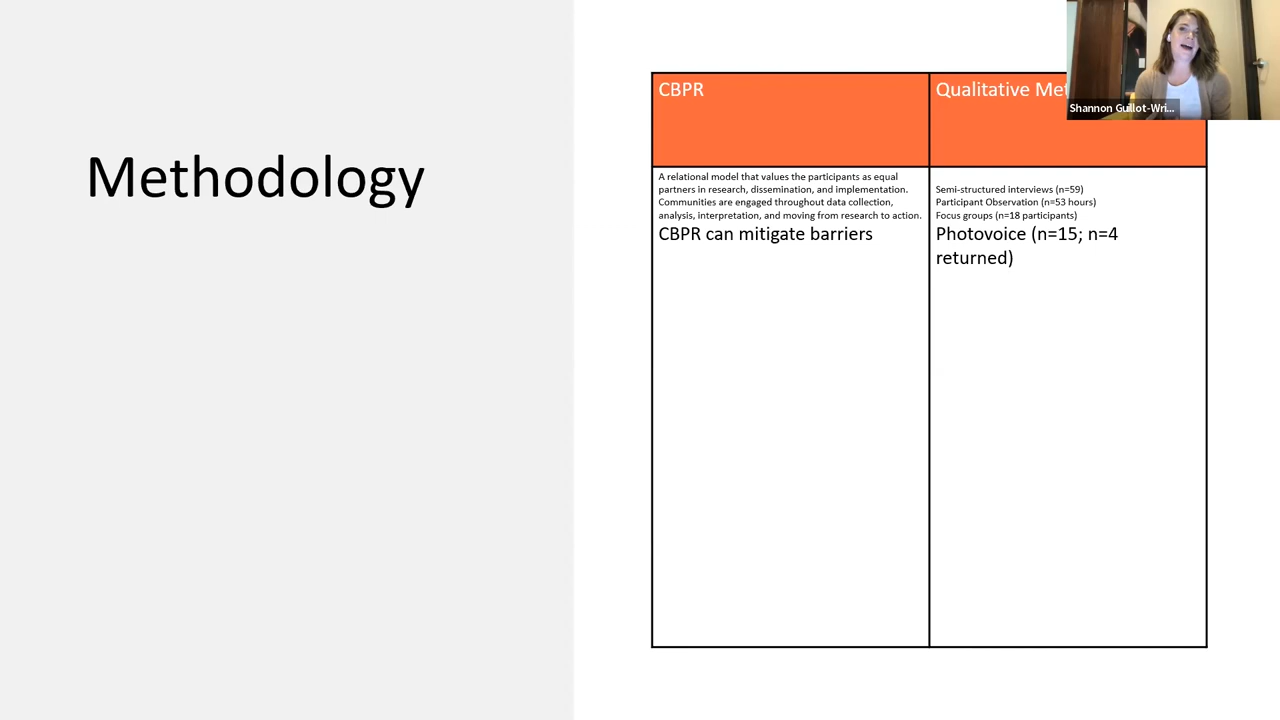 Methodology
CBPR
Qualitative
Shannon Guillot-Wri...
A relational model that values the participants as equal
partners in research, dissemination, and implementation.
Communities are engaged throughout data collection,
analysis, interpretation, and moving from research to action.
CBPR can mitigate barriers
Semi-structured interviews (n=59)
Participant Observation (n=53 hours)
Focus groups (n=18 participants)
Photovoice (n=15; n=4
returned)